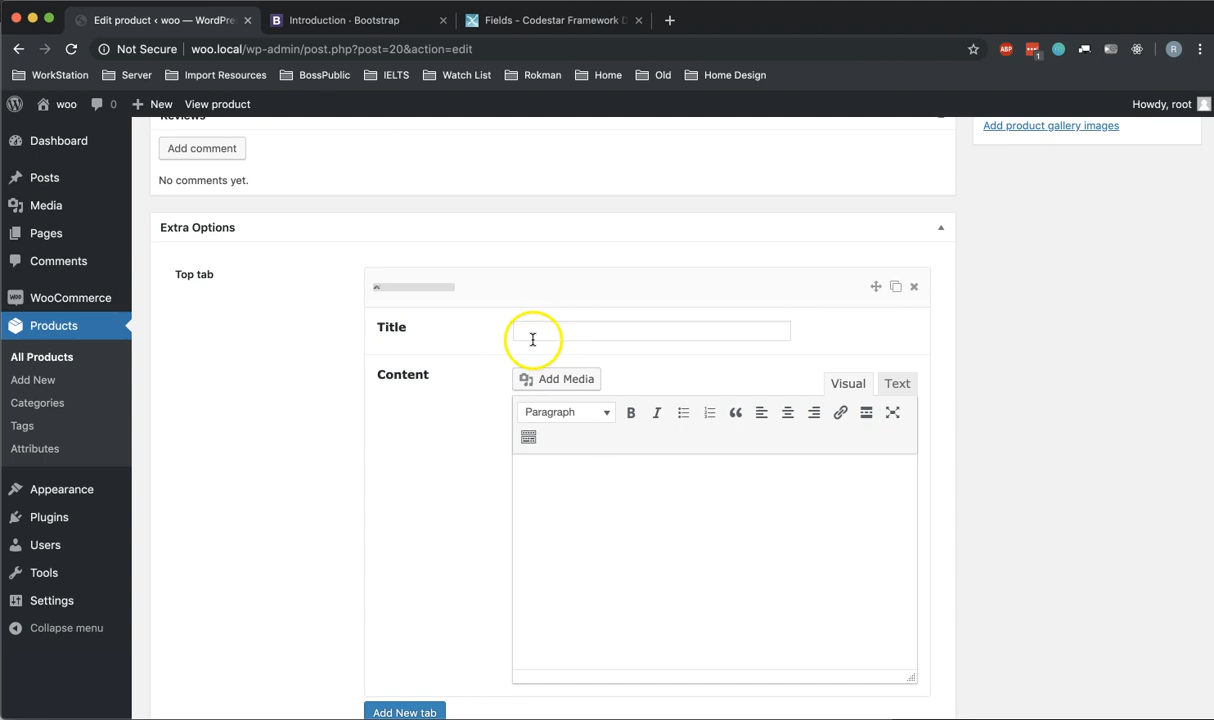 Edit product ‹ woo — WordPre
Introduction · Bootstrap
Fields – Codestar Framework D
Not Secure
woo.local/wp-admin/post.php?post=20&action=edit
ABP
1
R
WorkStation
Server
Import Resources
BossPublic
IELTS
Watch List
Rokman
Home
Old
Home Design
woo
0
New
View product
Howdy, root
Dashboard
Posts
Media
Pages
Comments
WooCommerce
Products
All Products
Add New
Categories
Tags
Attributes
Appearance
Plugins
Users
Tools
Settings
Collapse menu
Reviews
Add comment
No comments yet.
Add product gallery images
Extra Options
Top tab
Title
Content
Add Media
Visual
Text
Paragraph
B
I
Add New tab